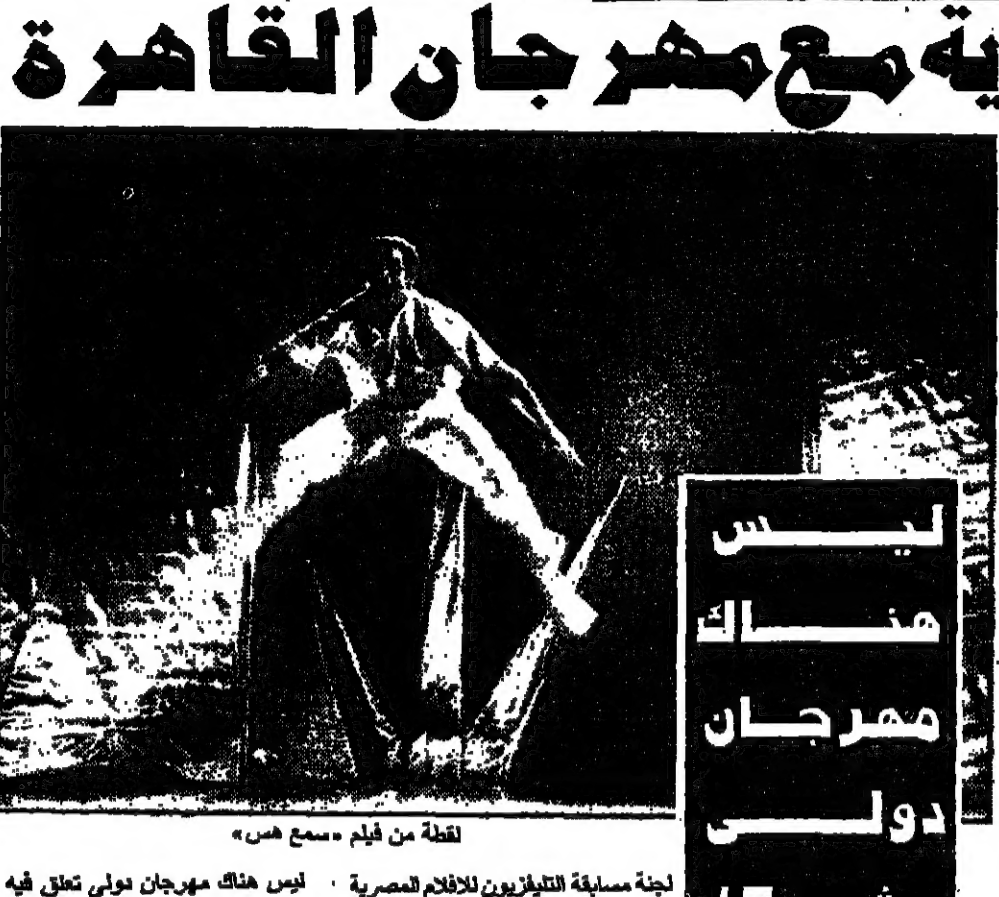 ية مع مهرجان القاهرة
ليس
هناك
مهرجان
دولى
لقطة من فيلم «سمع هس»
لجنة مسابقة التليفزيون للافلام المصرية
ليس هناك مهرجان دولى تعلق فيه